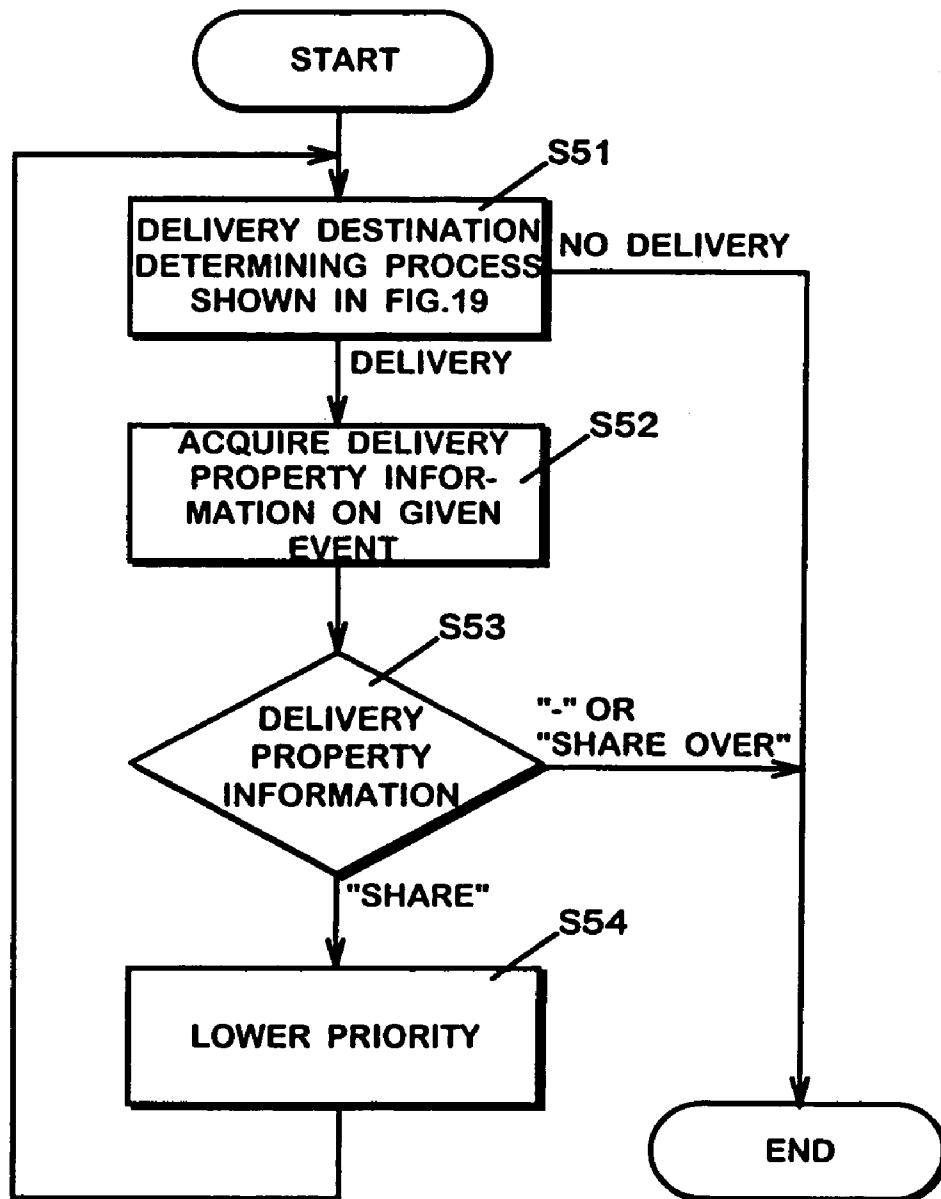 START
S51
DELIVERY DESTINATION
DETERMINING PROCESS
SHOWN IN FIG.19
NO DELIVERY
DELIVERY
S52
ACQUIRE DELIVERY
PROPERTY INFOR-
MATION ON GIVEN
EVENT
S53
DELIVERY
PROPERTY
INFORMATION
"-" OR
"SHARE OVER"
"SHARE"
S54
LOWER PRIORITY
END